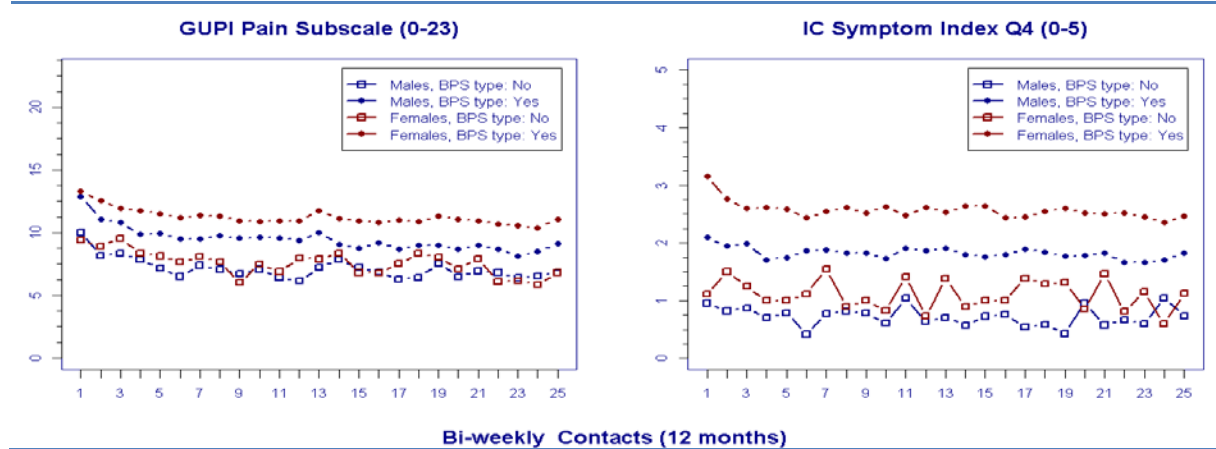 GUPI Pain Subscale (0-23)
IC Symptom Index Q4 (0-5)
Males, BPS type: No
Males, BPS type: Yes
Females, BPS type: No
Females, BPS type: Yes
Males, BPS type: No
Males, BPS type: Yes
Females, BPS type: No
Females, BPS type: Yes
20
15
10
5
0
5
4
3
2
1
0
1 3 5 7 9 11 13 15 17 19 21 23 25
1 3 5 7 9 11 13 15 17 19 21 23 25
Bi-weekly Contacts (12 months)